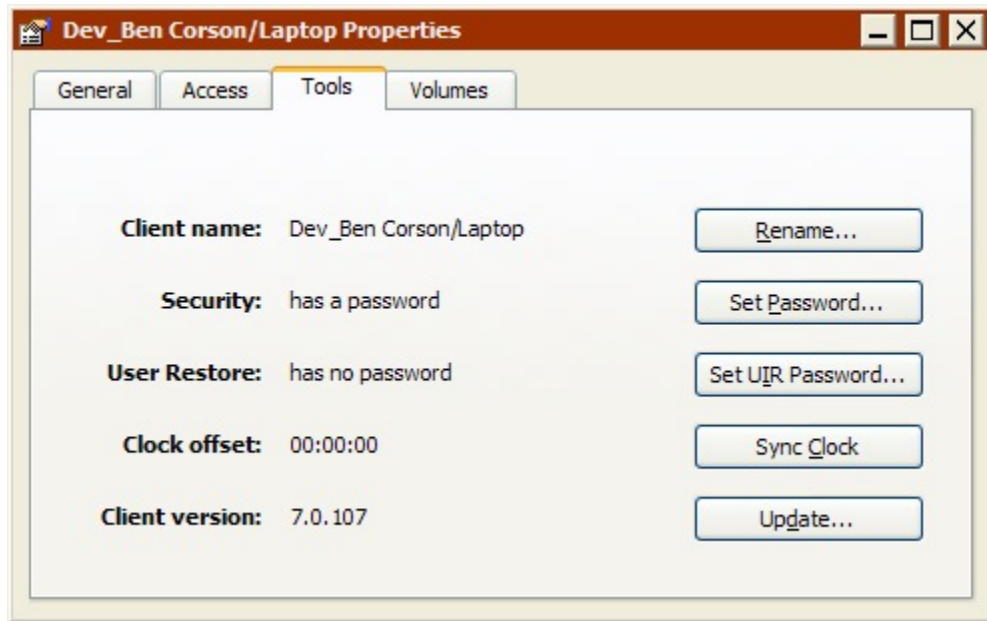 Dev_Ben Corson/Laptop Properties
General Access Tools Volumes
Client name: Dev_Ben Corson/Laptop Rename...
Security: has a password Set Password...
User Restore: has no password Set UIR Password...
Clock offset: 00:00:00 Sync Clock
Client version: 7.0.107 Update...